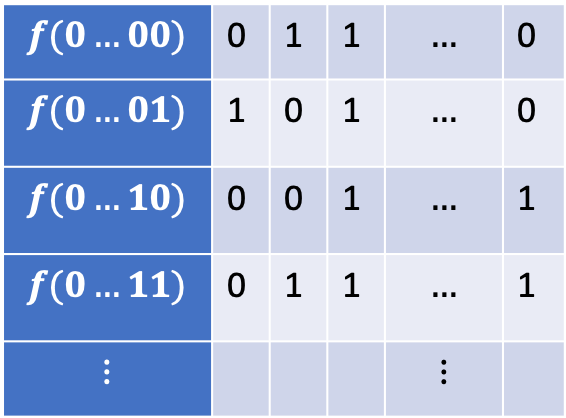 f(0 ... 00) 0 1 1 ... 0
f(0 ... 01) 1 0 1 ... 0
f(0 ... 10) 0 0 1 ... 1
f(0 ... 11) 0 1 1 ... 1
⋮ ⋮